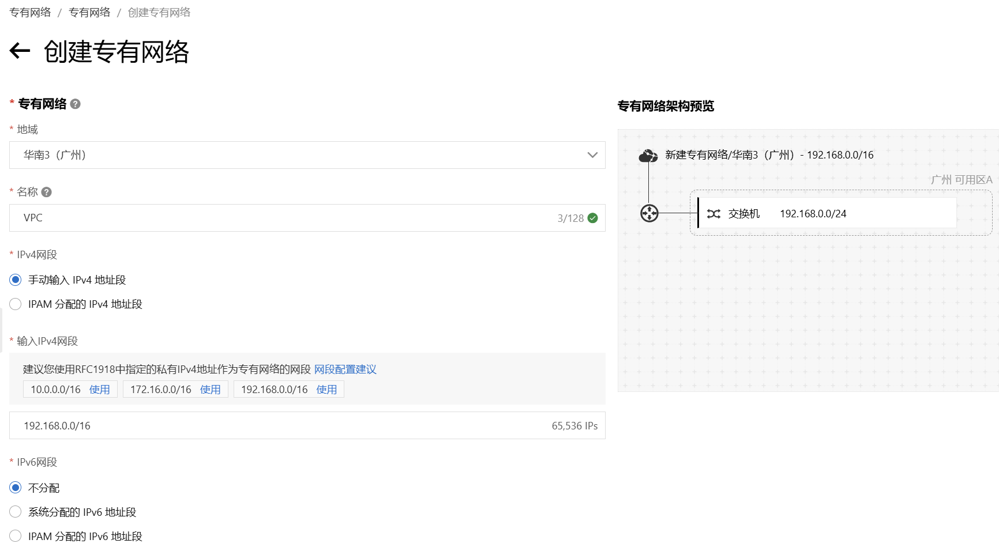 专有网络 / 专有网络 / 创建专有网络
创建专有网络
* 专有网络
* 地域
华南3（广州）
* 名称
VPC 3/128
* IPv4网段
手动输入 IPv4 地址段
IPAM 分配的 IPv4 地址段
* 输入IPv4网段
建议您使用RFC1918中指定的私有IPv4地址作为专有网络的网段 网段配置建议
10.0.0.0/16 使用 172.16.0.0/16 使用 192.168.0.0/16 使用
192.168.0.0/16 65,536 IPs
* IPv6网段
不分配
系统分配的 IPv6 地址段
IPAM 分配的 IPv6 地址段
专有网络架构预览
新建专有网络/华南3（广州）- 192.168.0.0/16
广州 可用区A
交换机 192.168.0.0/24